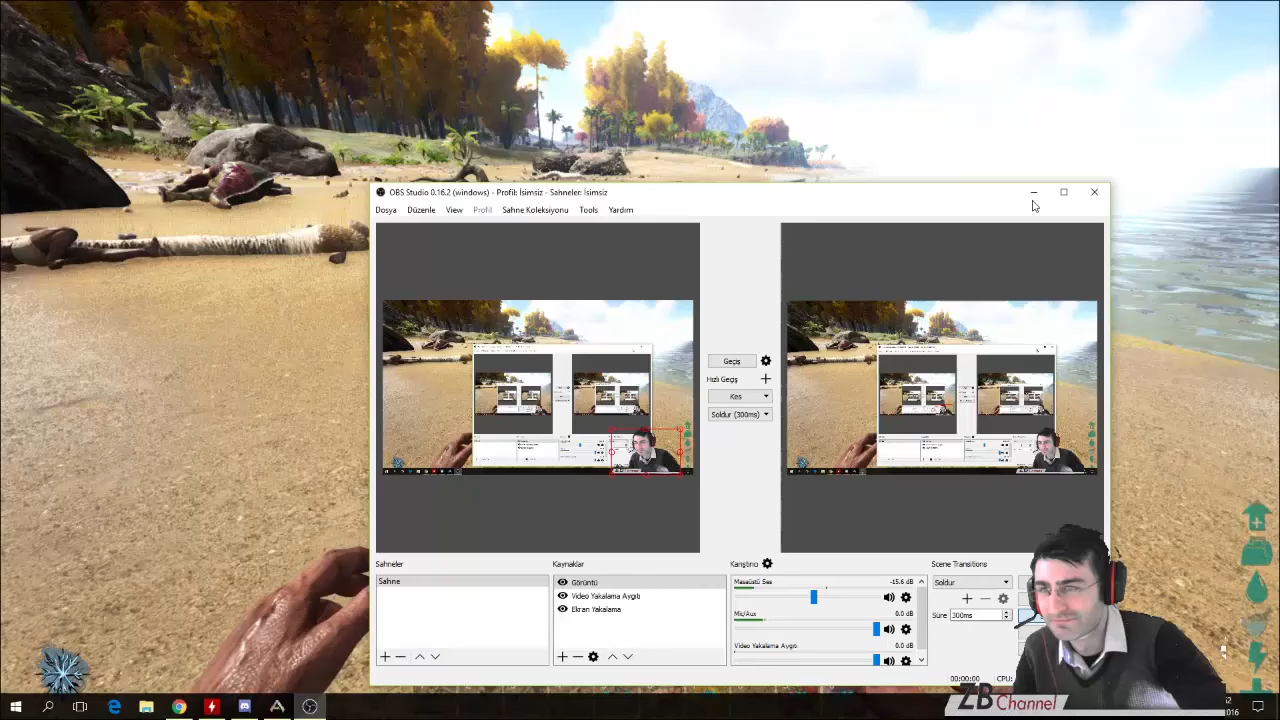 OBS Studio 0.16.2 (windows) - Profil: İsimsiz - Sahneler: İsimsiz
Dosya Düzenle View Profil Sahne Koleksiyonu Tools Yardım
Geçiş
Hızlı Geçiş
Kes
Soldur (300ms)
Sahneler
Sahne
Kaynaklar
Görüntü
Video Yakalama Aygıtı
Ekran Yakalama
Karıştırıcı
Masaüstü Ses -15.6 dB
Mic/Aux 0.0 dB
Video Yakalama Aygıtı 0.0 dB
Scene Transitions
Soldur
Süre 300ms
00:00:00 CPU:
ZB Channel